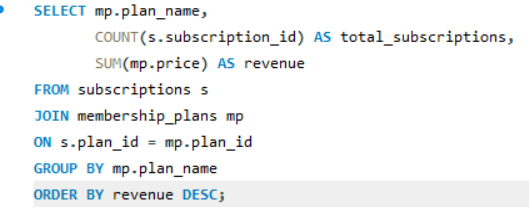 SELECT mp.plan_name,
COUNT(s.subscription_id) AS total_subscriptions,
SUM(mp.price) AS revenue
FROM subscriptions s
JOIN membership_plans mp
ON s.plan_id = mp.plan_id
GROUP BY mp.plan_name
ORDER BY revenue DESC;